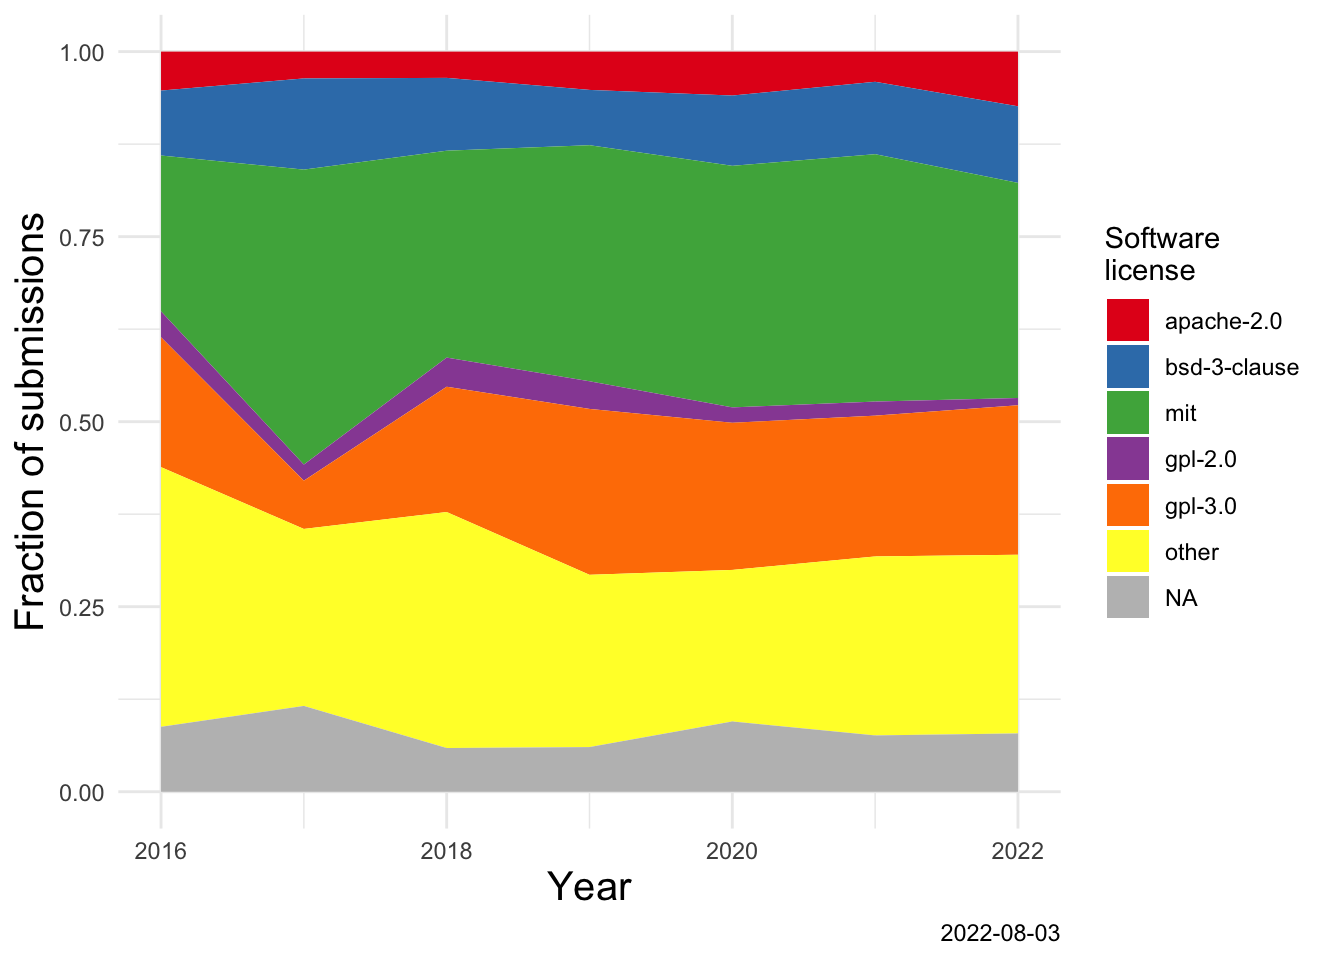 1.00
0.75
0.50
0.25
0.00
Fraction of submissions
2016
2018
2020
2022
Year
2022-08-03
Software
license
apache-2.0
bsd-3-clause
mit
gpl-2.0
gpl-3.0
other
NA